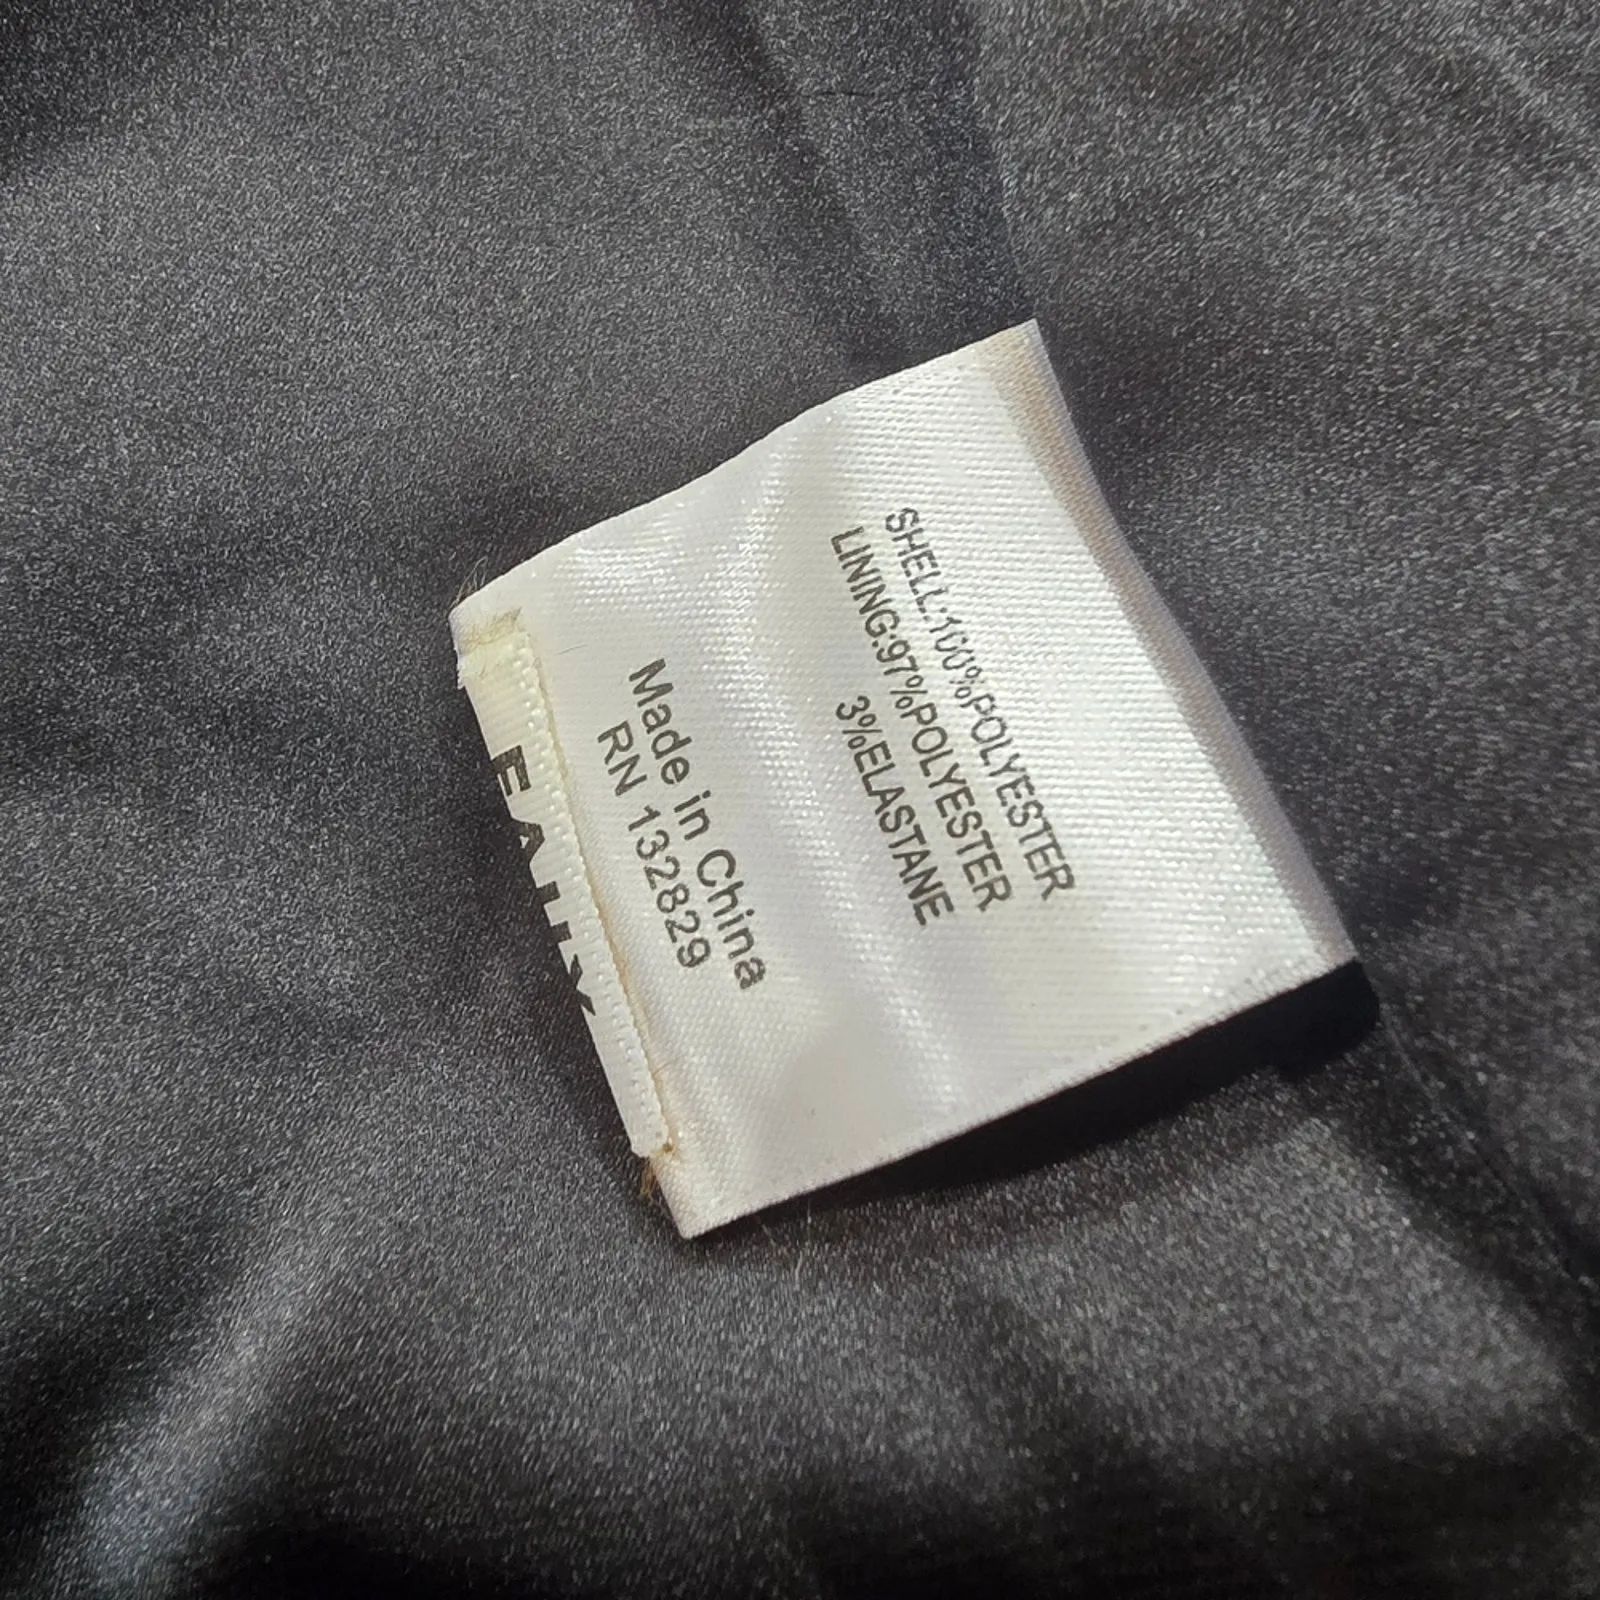 SHELL:100%POLYESTER
LINING:97%POLYESTER
3%ELASTANE
Made in China
RN 132829